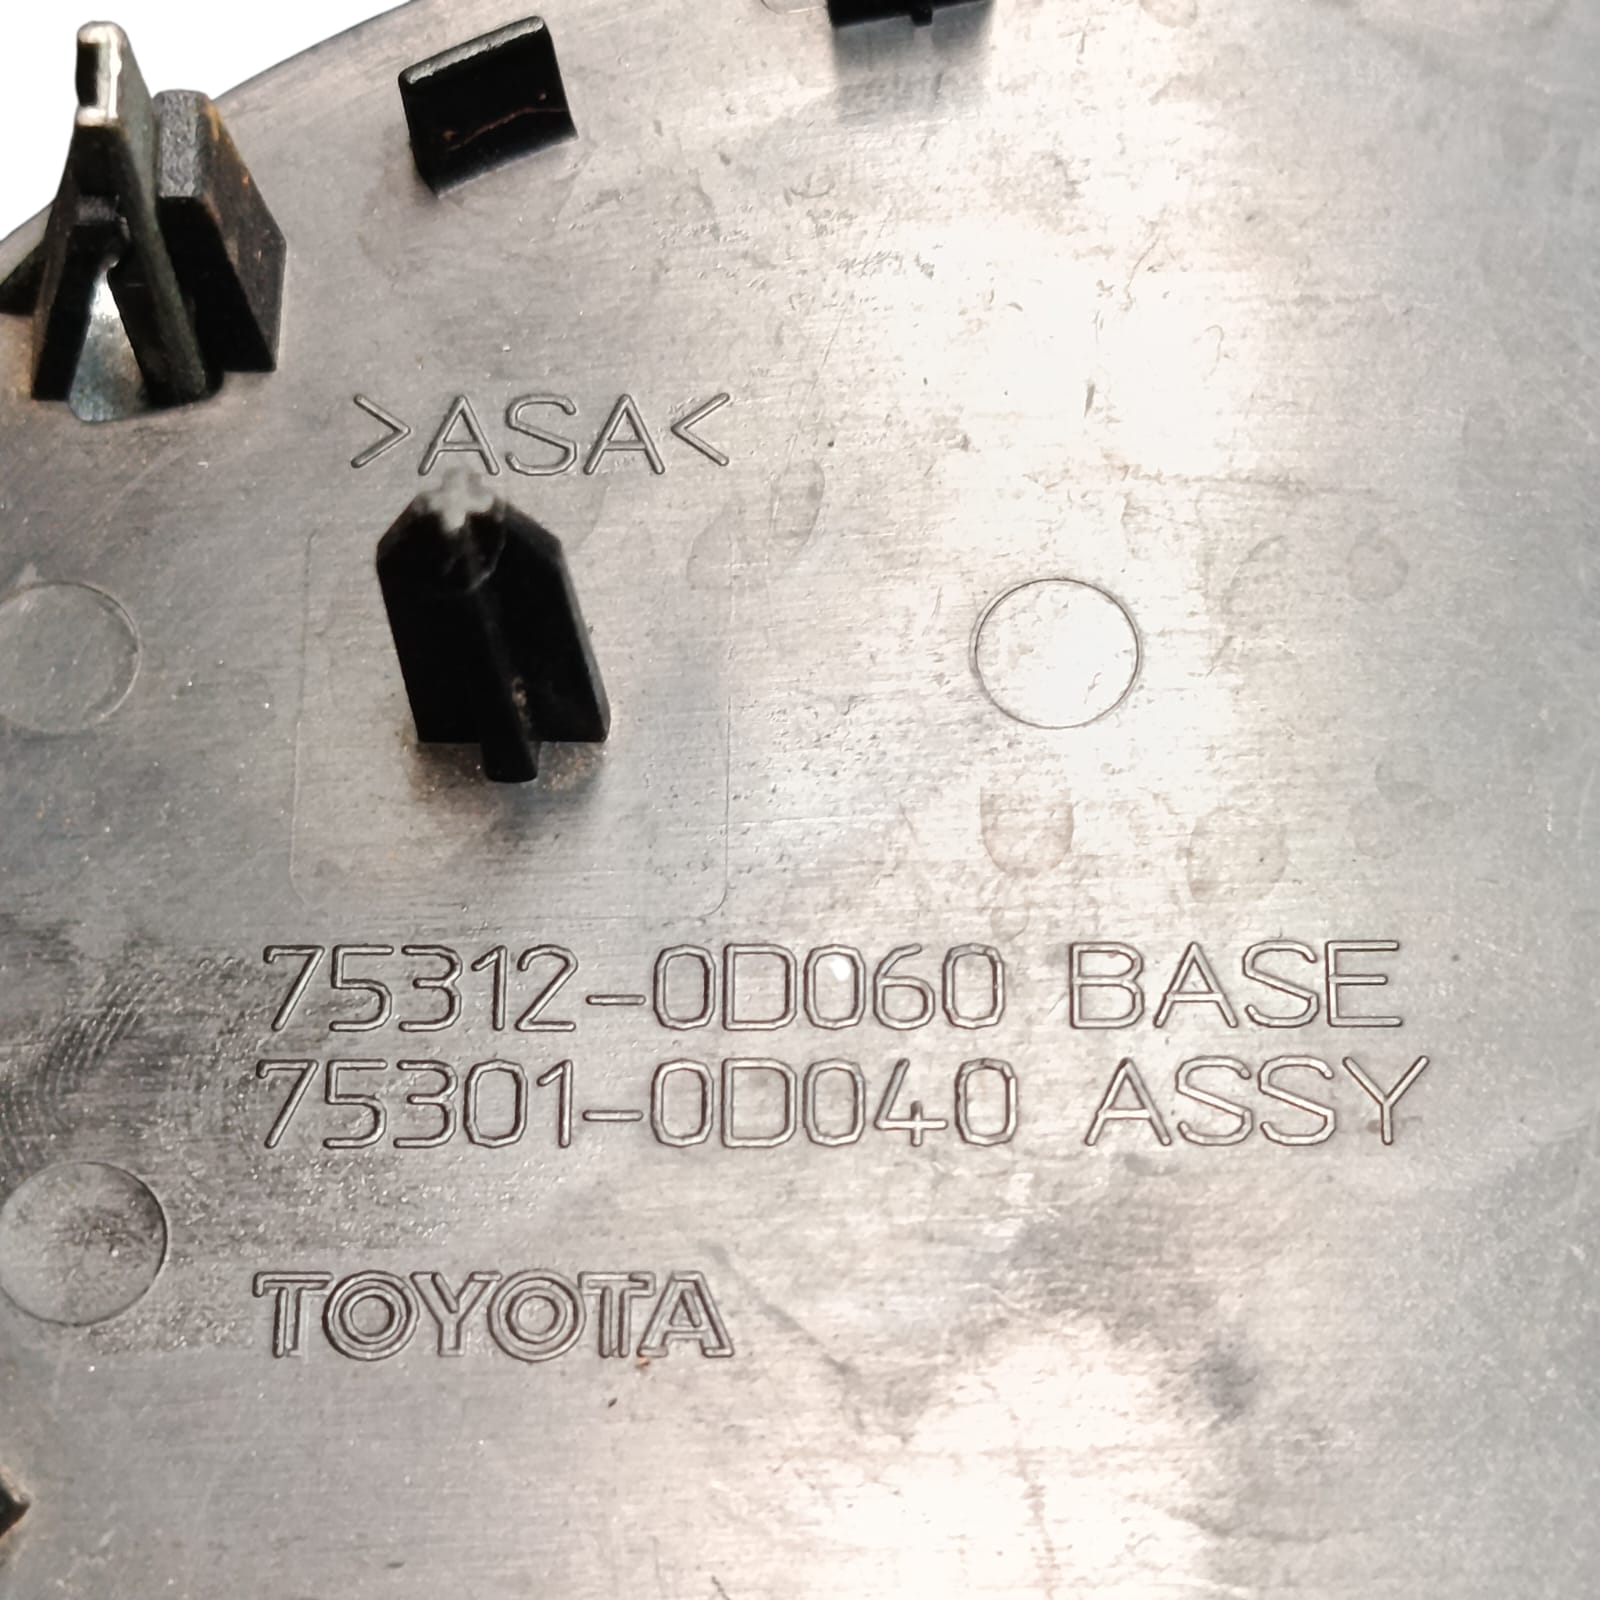 >ASA<
75312-0D060 BASE
75301-0D040 ASSY
TOYOTA